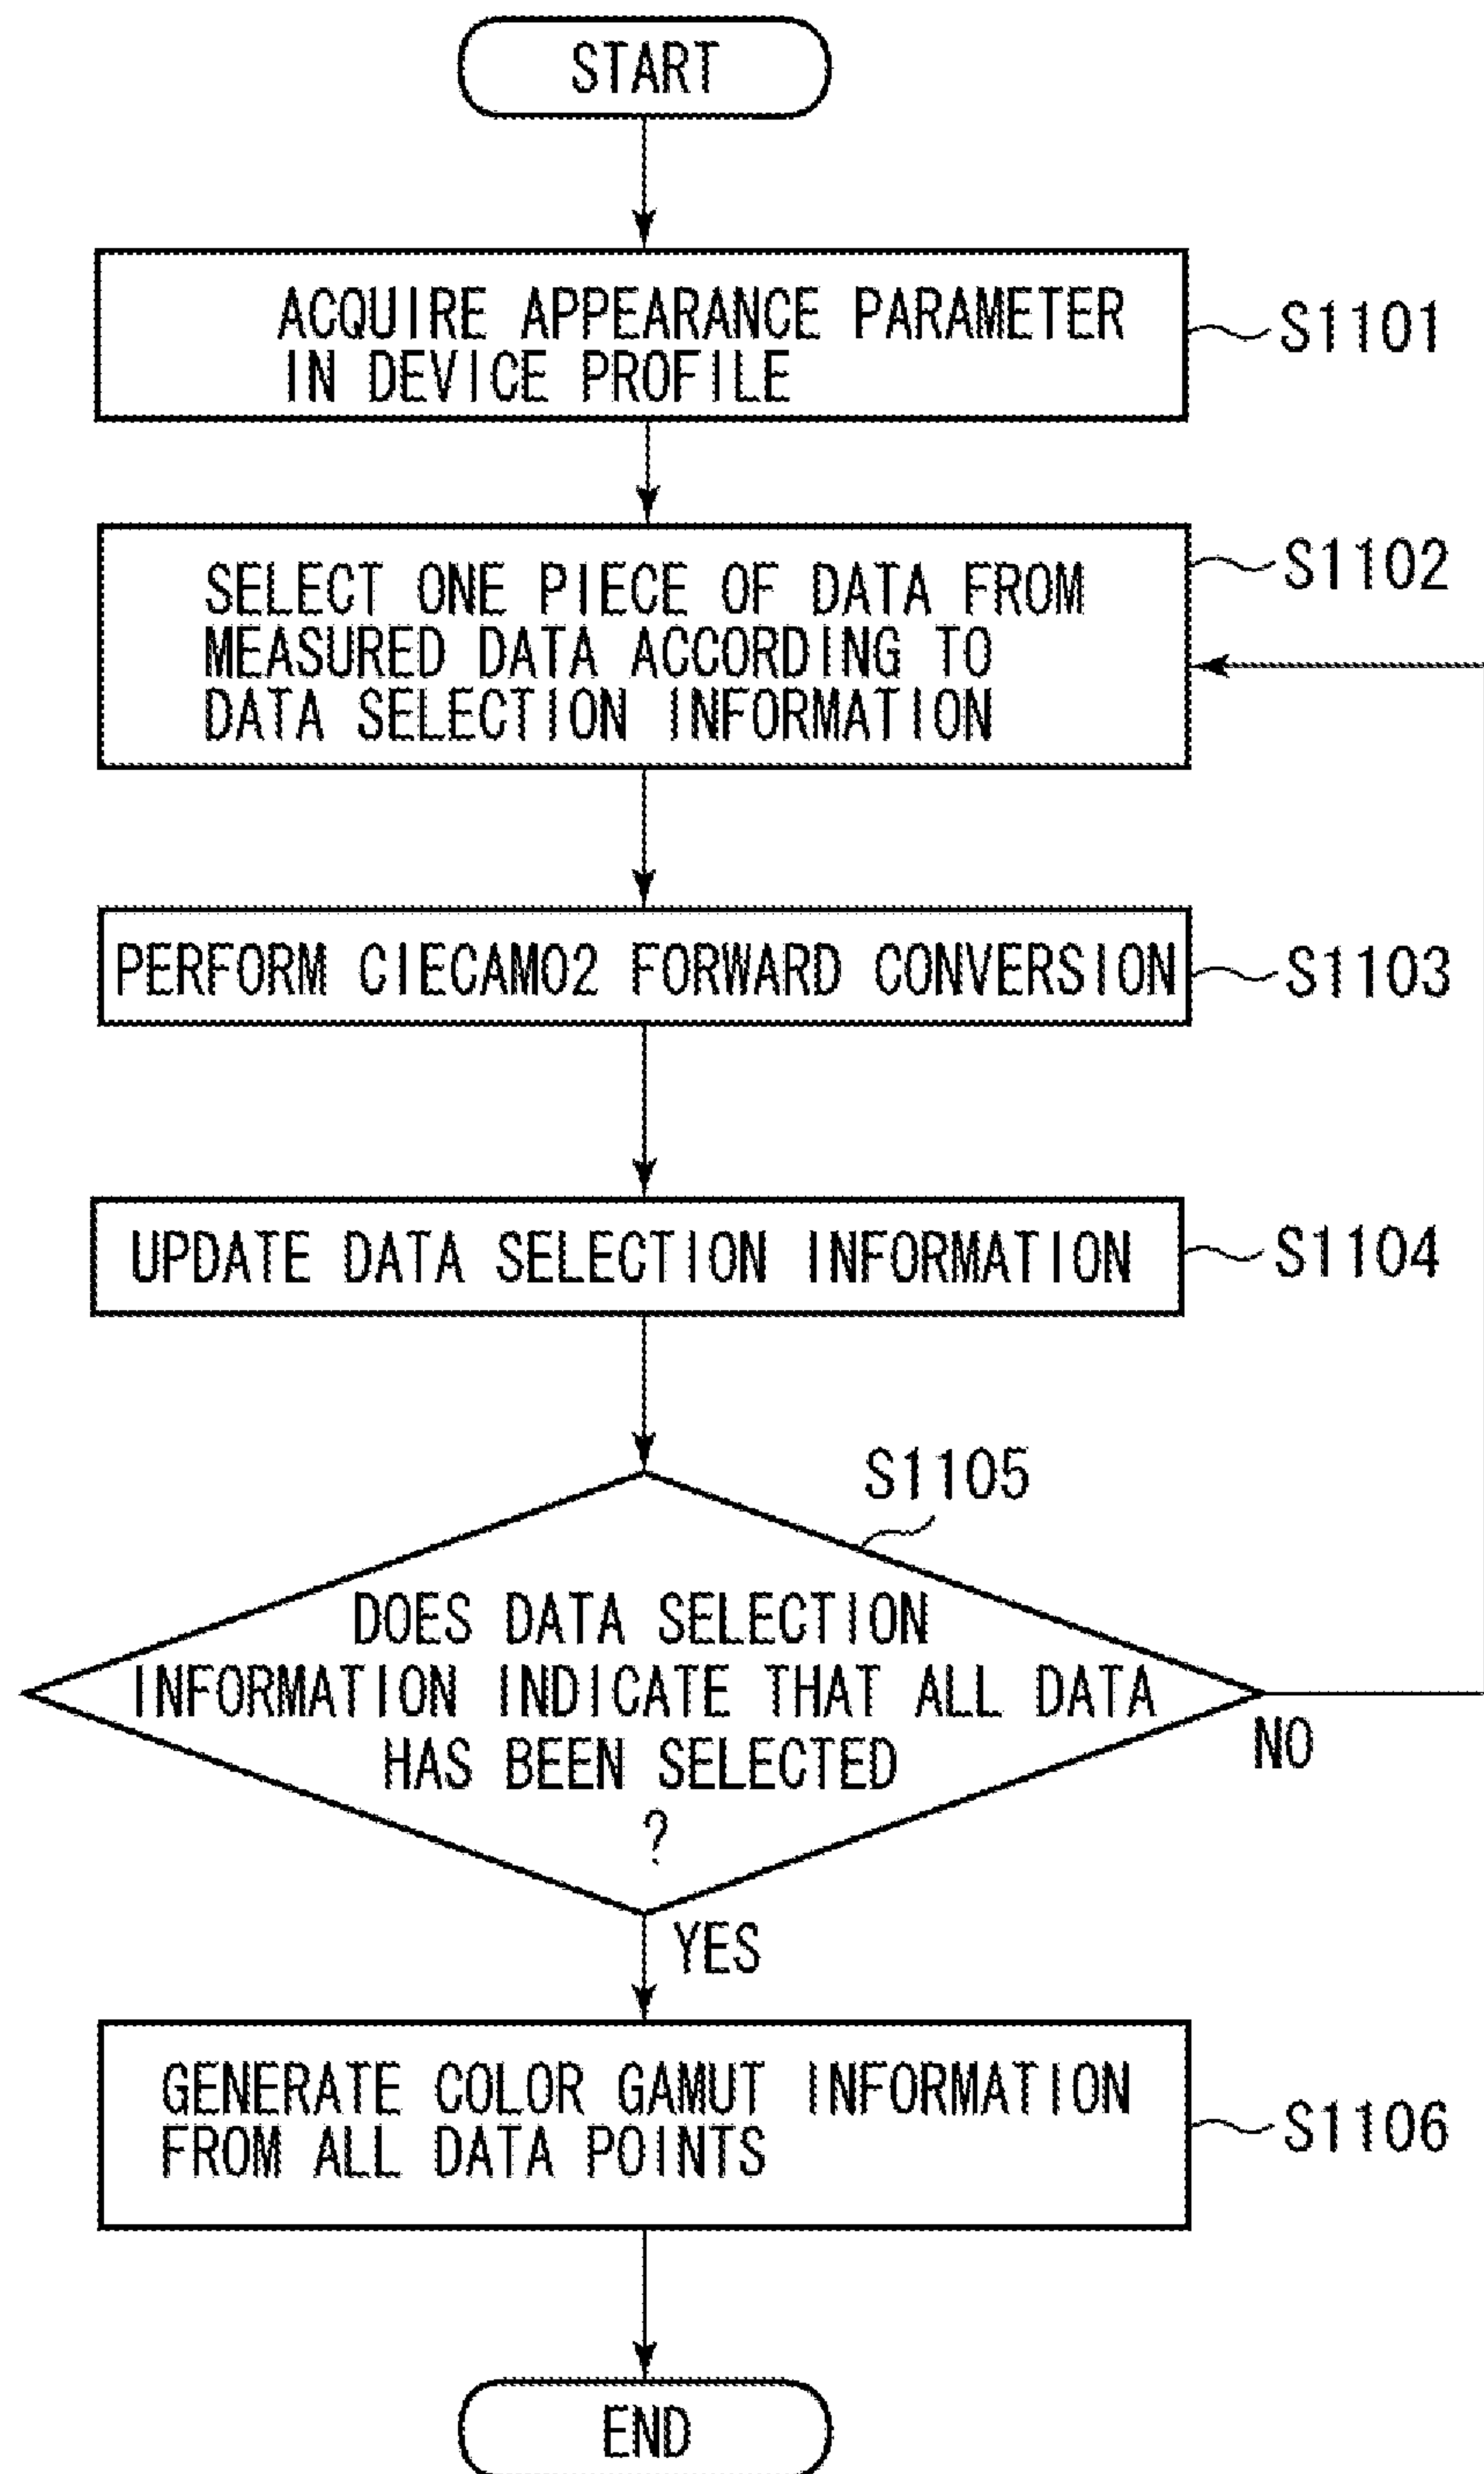 START
ACQUIRE APPEARANCE PARAMETER
IN DEVICE PROFILE
S1101
SELECT ONE PIECE OF DATA FROM
MEASURED DATA ACCORDING TO
DATA SELECTION INFORMATION
S1102
PERFORM CIECAM02 FORWARD CONVERSION
S1103
UPDATE DATA SELECTION INFORMATION
S1104
S1105
DOES DATA SELECTION
INFORMATION INDICATE THAT ALL DATA
HAS BEEN SELECTED
?
NO
YES
GENERATE COLOR GAMUT INFORMATION
FROM ALL DATA POINTS
S1106
END